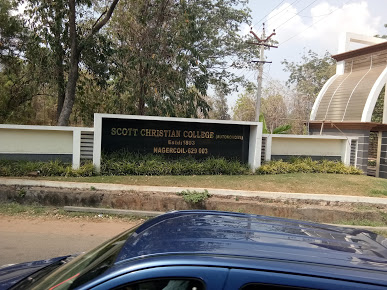 SCOTT CHRISTIAN COLLEGE (AUTONOMOUS)
Estd: 1893
NAGERCOIL-629 003